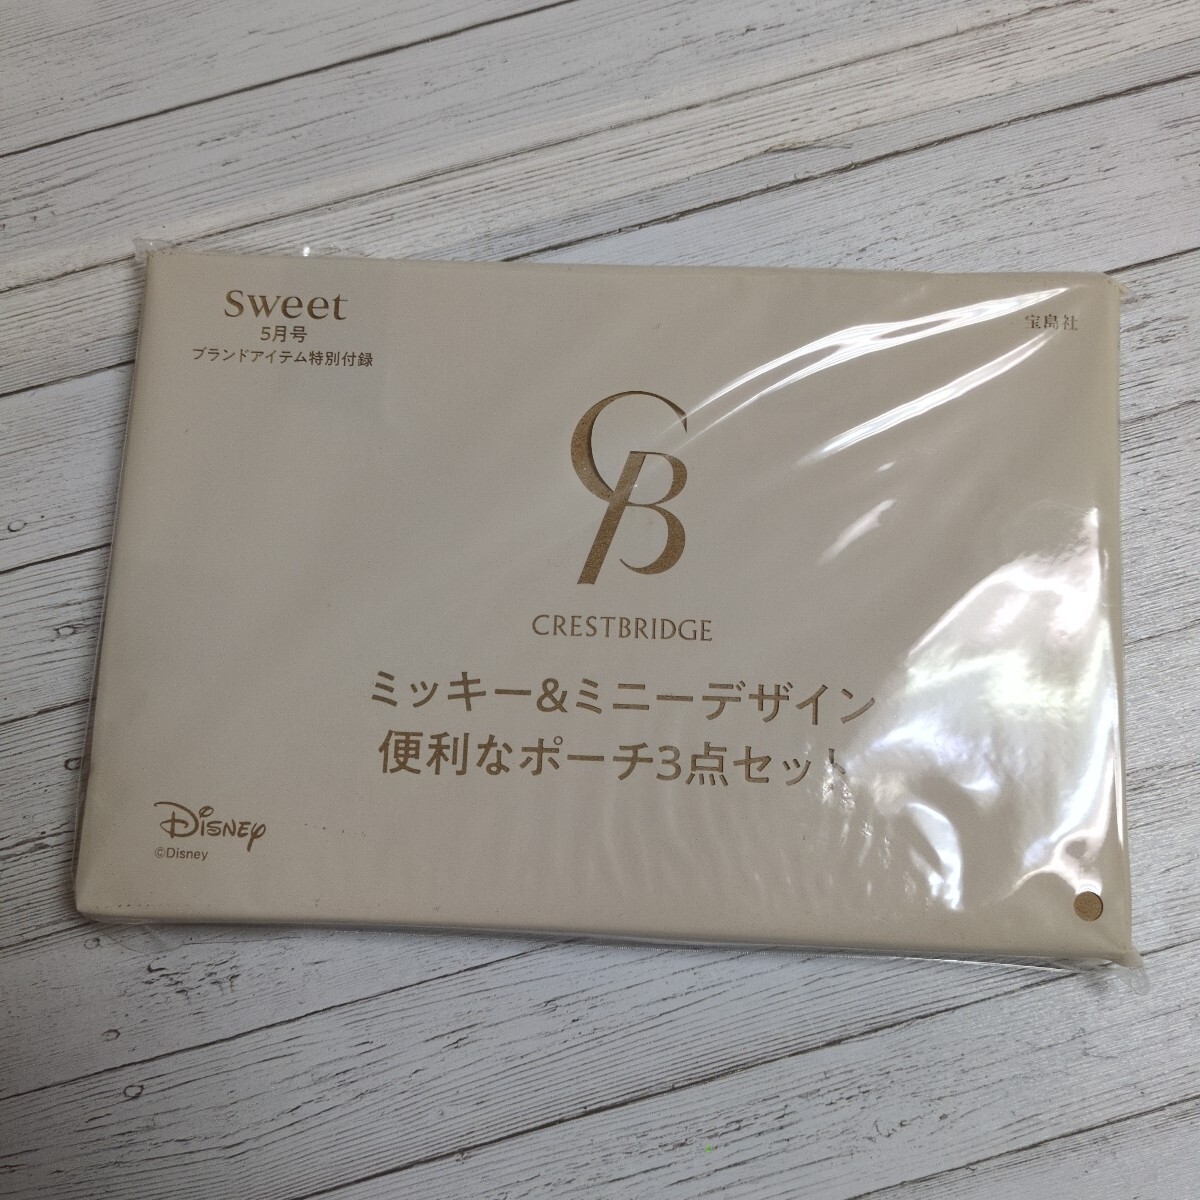 sweet
5月号
ブランドアイテム特別付録
宝島社
CB
CRESTBRIDGE
ミッキー&ミニーデザイン
便利なポーチ3点セット
Disney
©Disney